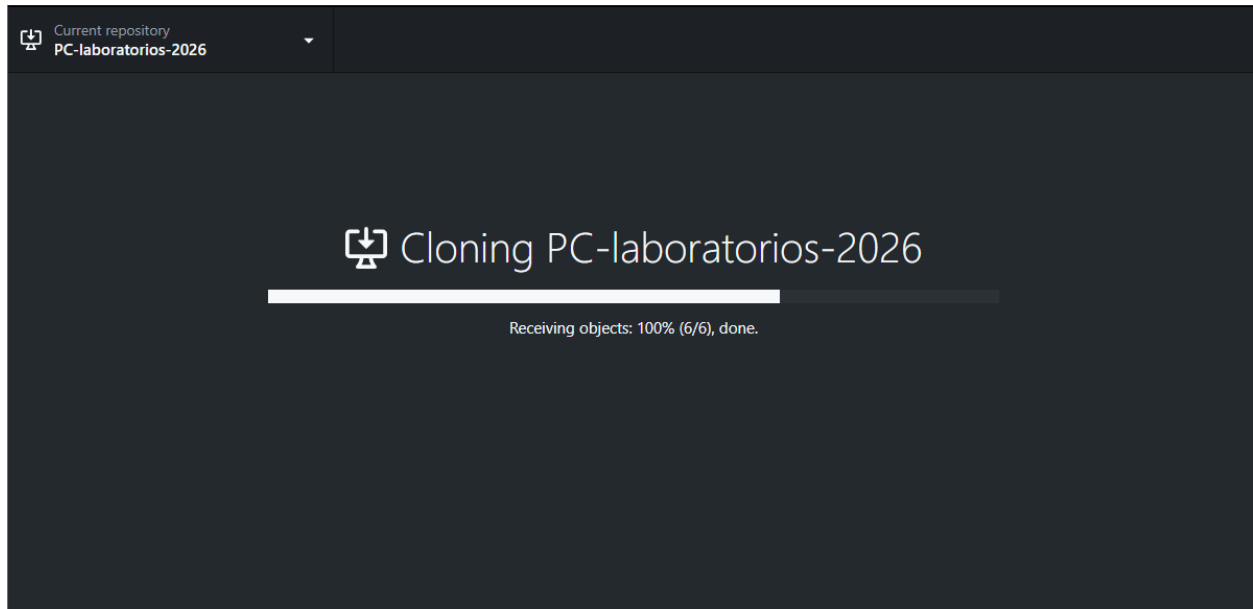 Current repository
PC-laboratorios-2026
Cloning PC-laboratorios-2026
Receiving objects: 100% (6/6), done.